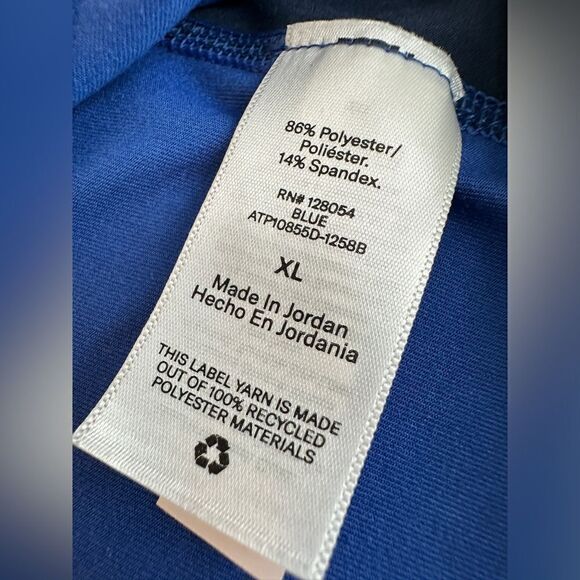 86% Polyester/
Poliéster.
14% Spandex.
RN# 128054
BLUE
ATP10855D-1258B
XL
Made In Jordan
Hecho En Jordania
THIS LABEL YARN IS MADE
OUT OF 100% RECYCLED
POLYESTER MATERIALS